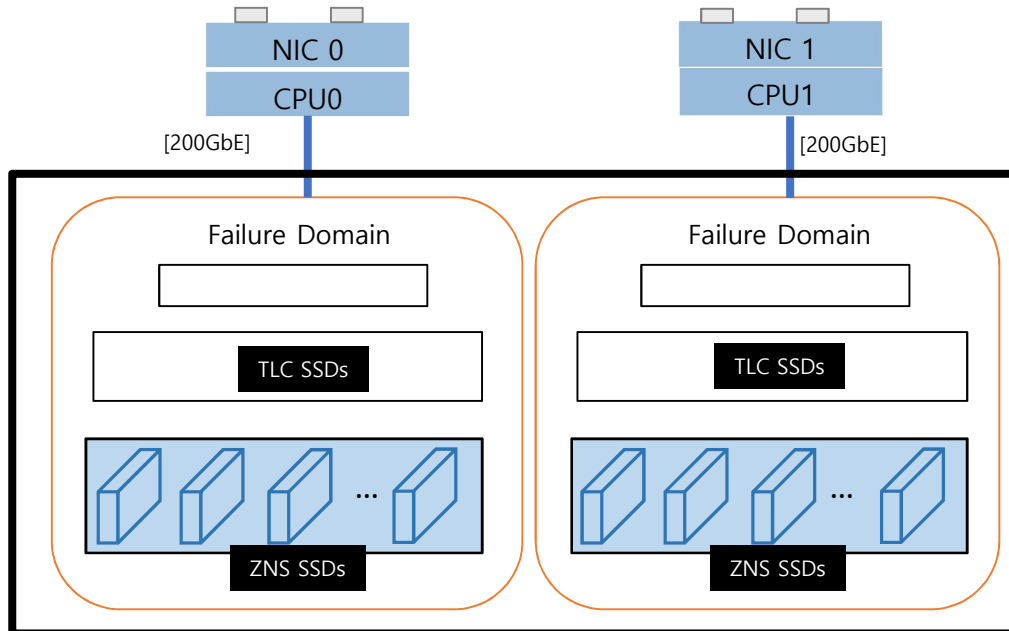 NIC 0
CPU0
[200GbE]
NIC 1
CPU1
[200GbE]
Failure Domain
TLC SSDs
...
ZNS SSDs
Failure Domain
TLC SSDs
...
ZNS SSDs